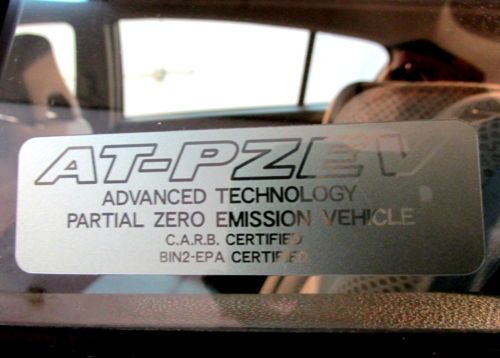 AT-PZEV
ADVANCED TECHNOLOGY
PARTIAL ZERO EMISSION VEHICLE
C.A.R.B. CERTIFIED
BIN2-EPA CERTIFIED